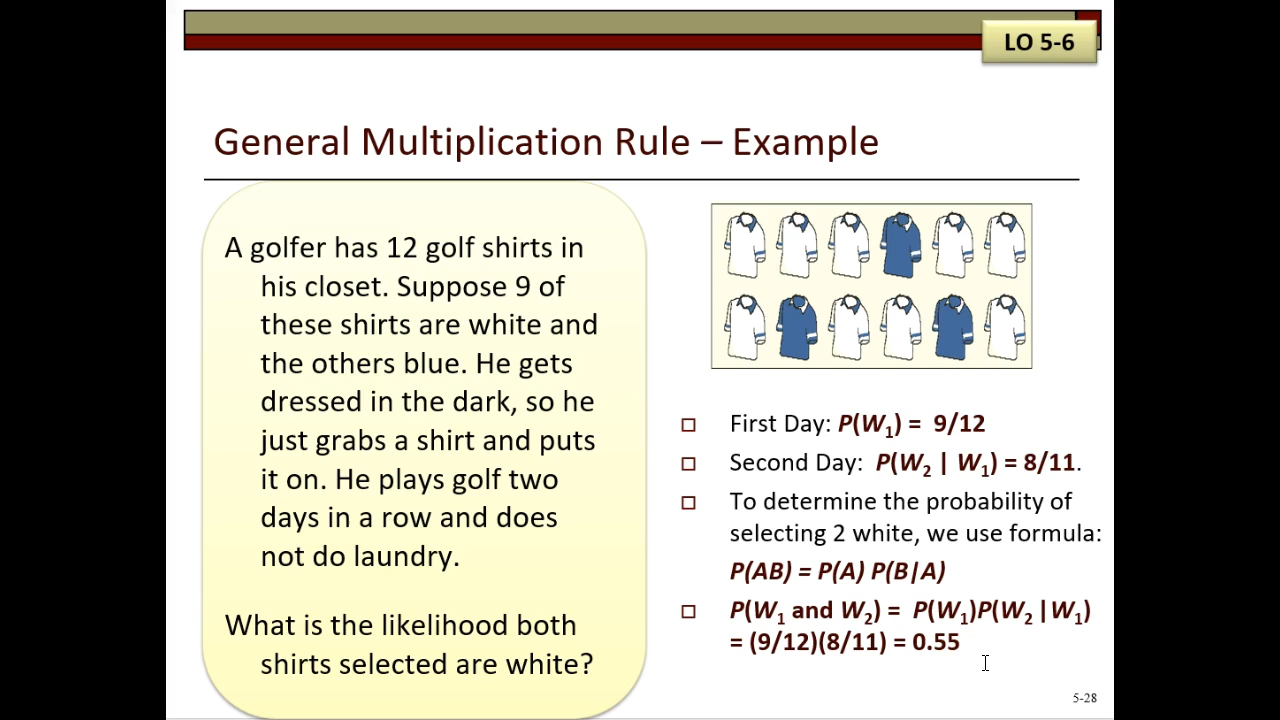 LO 5-6
General Multiplication Rule – Example
A golfer has 12 golf shirts in
his closet. Suppose 9 of
these shirts are white and
the others blue. He gets
dressed in the dark, so he
just grabs a shirt and puts
it on. He plays golf two
days in a row and does
not do laundry.
What is the likelihood both
shirts selected are white?
First Day: P(W1) = 9/12
Second Day: P(W2 | W1) = 8/11.
To determine the probability of
selecting 2 white, we use formula:
P(AB) = P(A) P(B|A)
P(W1 and W2) = P(W1)P(W2 |W1)
= (9/12)(8/11) = 0.55
5-28